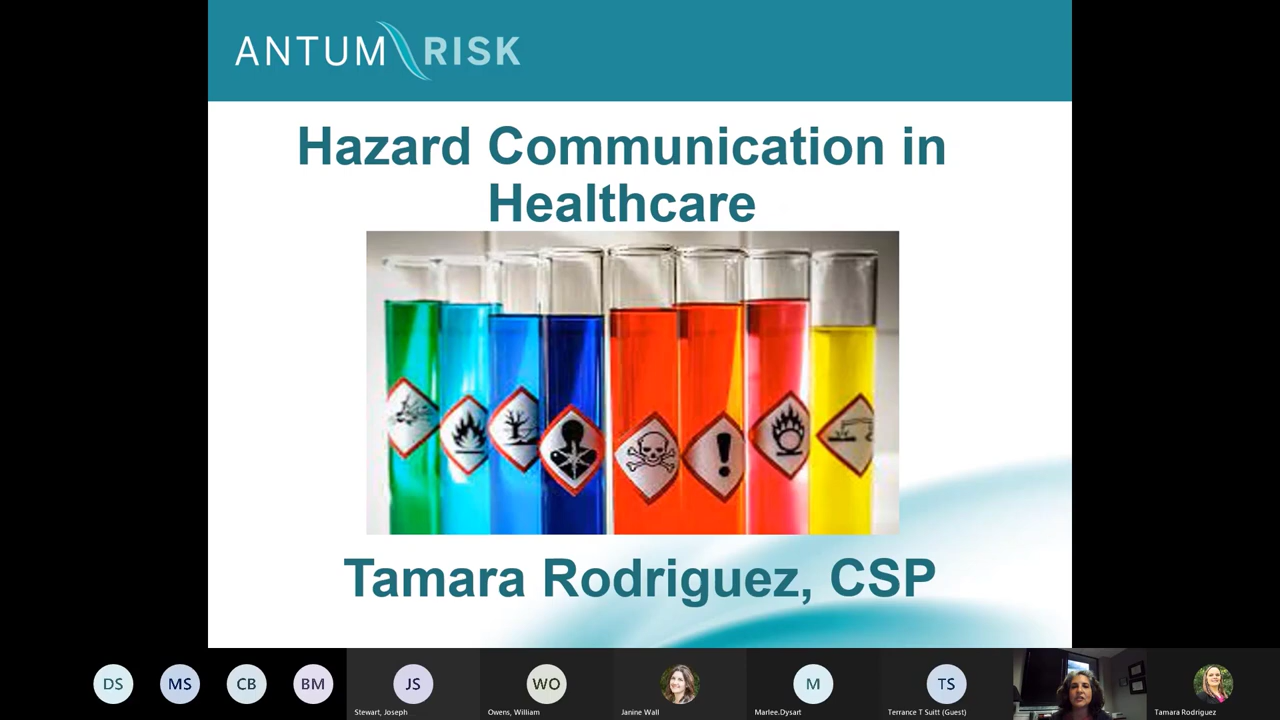 ANTUM RISK
Hazard Communication in
Healthcare
Tamara Rodriguez, CSP
DS
MS
CB
BM
JS
WO
M
TS
Stewart, Joseph
Owens, William
Janine Wall
Marlee.Dysart
Terrance T Suitt (Guest)
Tamara Rodriguez